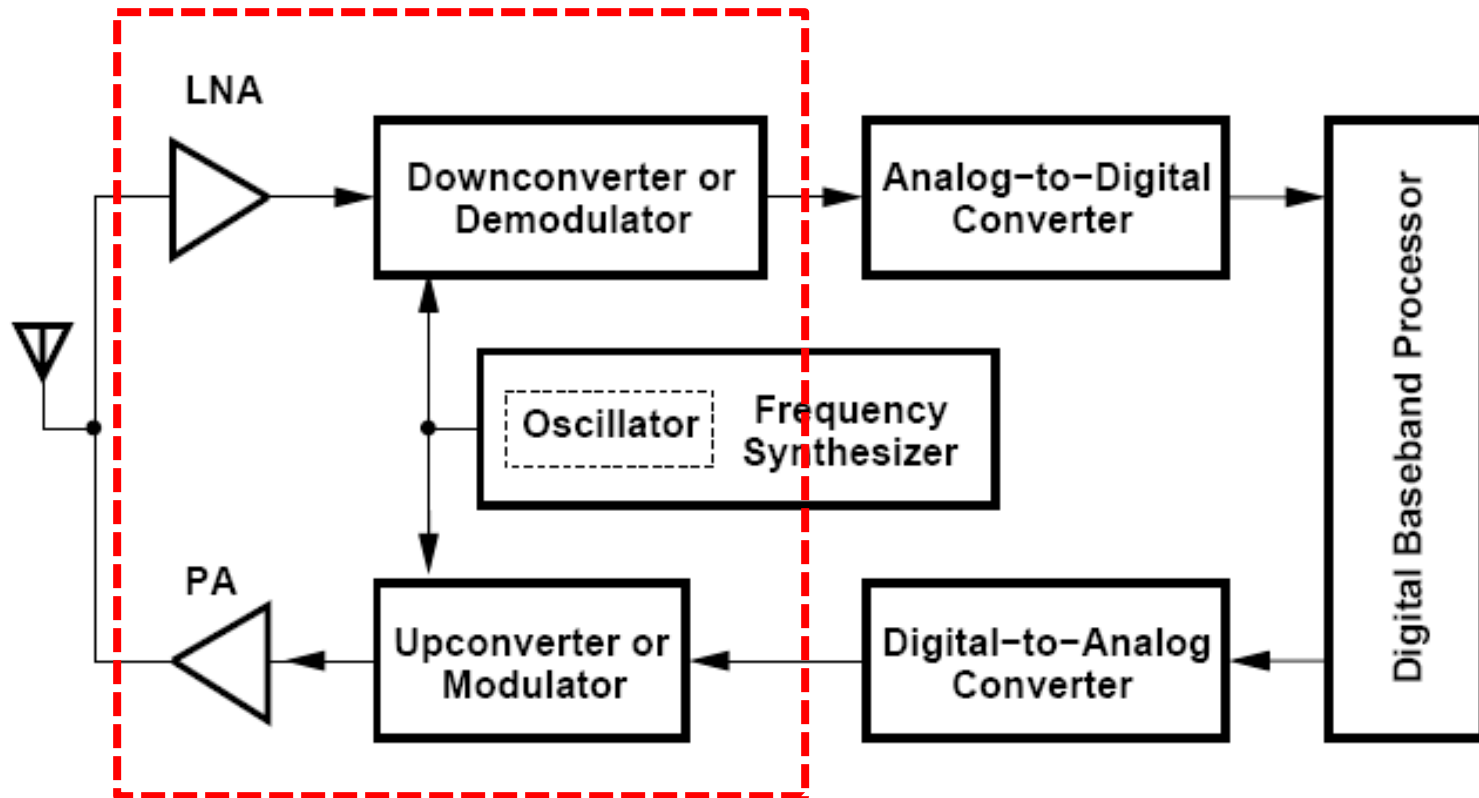 LNA
Downconverter or
Demodulator
Analog−to−Digital
Converter
Digital Baseband Processor
Oscillator
Frequency
Synthesizer
PA
Upconverter or
Modulator
Digital−to−Analog
Converter